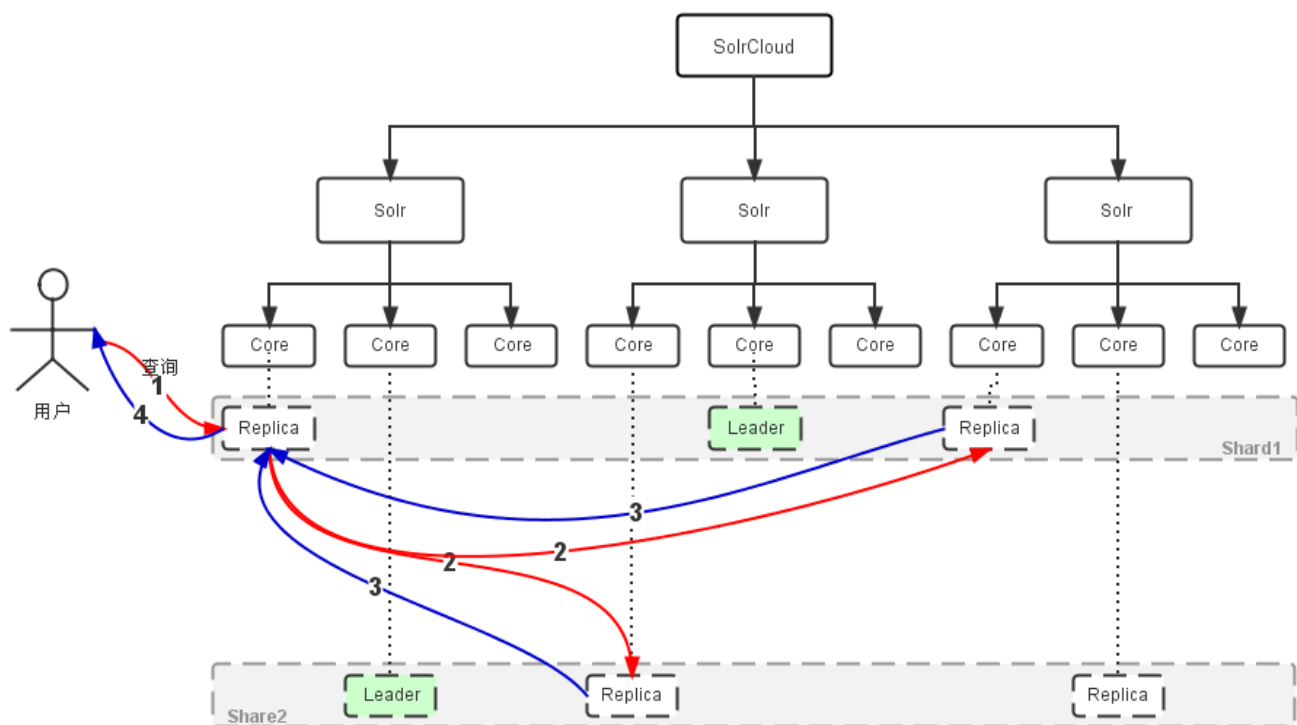 SolrCloud
Solr
Solr
Solr
Core
Core
Core
Core
Core
Core
Core
Core
Core
查询
1
4
用户
Replica
Leader
Replica
Shard1
3
2
2
3
Leader
Replica
Replica
Share2